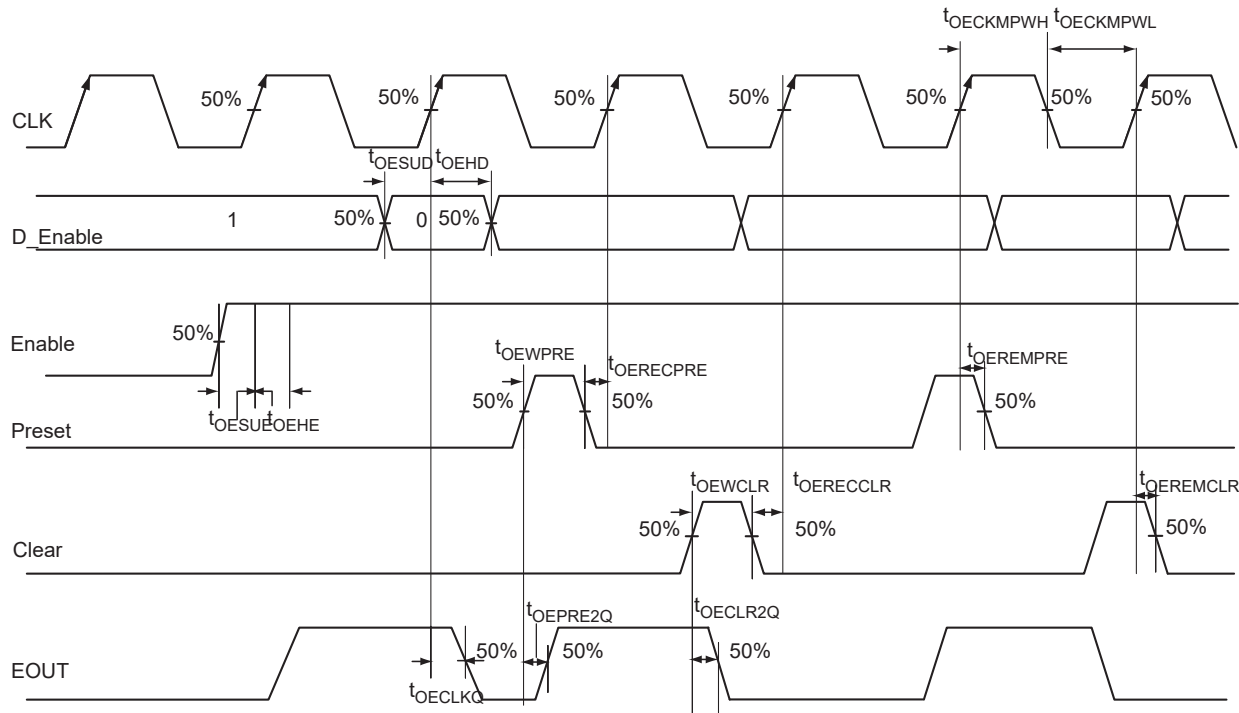 tOECKMPWH tOECKMPWL
50% 50% 50% 50% 50% 50% 50%
CLK
tOESUD tOEHD
1 50% 0 50%
D_Enable
50%
Enable
tOESUE tOEHE
tOEWPRE tOERECPRE tOEREMPRE
50% 50% 50%
Preset
tOEWCLR tOERECCLR tOEREMCLR
50% 50% 50%
Clear
tOEPRE2Q tOECLR2Q
50% 50% 50%
EOUT
tOECLKQ